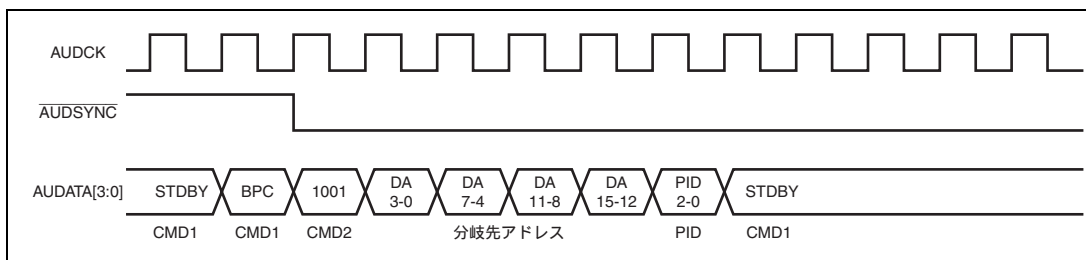 AUDCK
AUDSYNC
AUDATA[3:0] STDBY BPC 1001 DA 3-0 DA 7-4 DA 11-8 DA 15-12 PID 2-0 STDBY
CMD1 CMD1 CMD2 分岐先アドレス PID CMD1